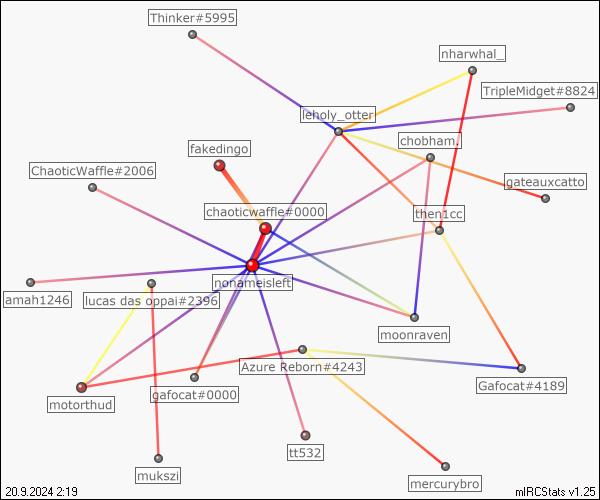 Thinker#5995
nharwhal_
TripleMidget#8824
leholy_otter
chobham.
fakedingo
ChaoticWaffle#2006
gateauxcatto
chaoticwaffle#0000
then1cc
nonameisleft
amah1246
lucas das oppai#2396
moonraven
Azure Reborn#4243
Gafocat#4189
gafocat#0000
motorthud
tt532
mukszi
mercurybro
20.9.2024 2:19
mIRCStats v1.25